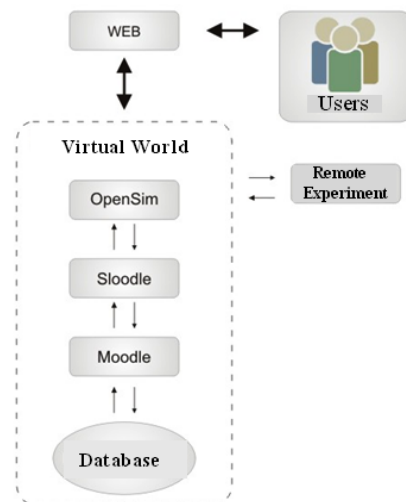 WEB
Users
Virtual World
OpenSim
Remote
Experiment
Sloodle
Moodle
Database